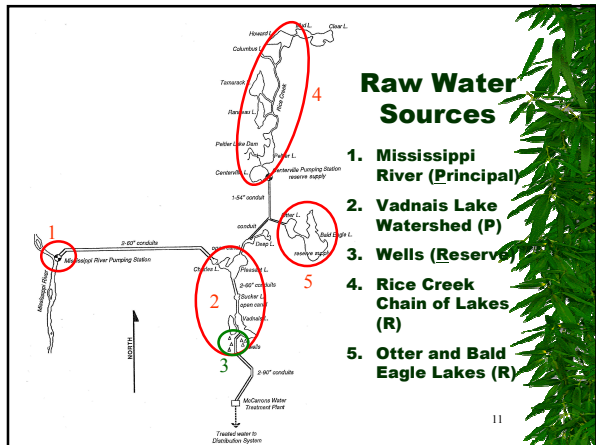 Raw Water
Sources
1. Mississippi
River (Principal)
2. Vadnais Lake
Watershed (P)
3. Wells (Reserve)
4. Rice Creek
Chain of Lakes
(R)
5. Otter and Bald
Eagle Lakes (R)
Howard L.
Clear L.
Columbus L.
Tamarack L.
Rice Creek
4
Peltier Lake Dam
Peltier L.
Centerville L.
Centerville Pumping Station
reserve supply
1-54" conduit
conduit
Otter L.
Bald Eagle L.
reserve supply
5
open canal
Deep L.
1
3-60" conduits
Mississippi River Pumping Station
Mississippi River
Charles L.
Pleasant L.
2-60" conduits
2
Sucker L.
open canal
Vadnais L.
wells
3
NORTH
2-90" conduits
McCarrons Water
Treatment Plant
Treated water to
Distribution System
11